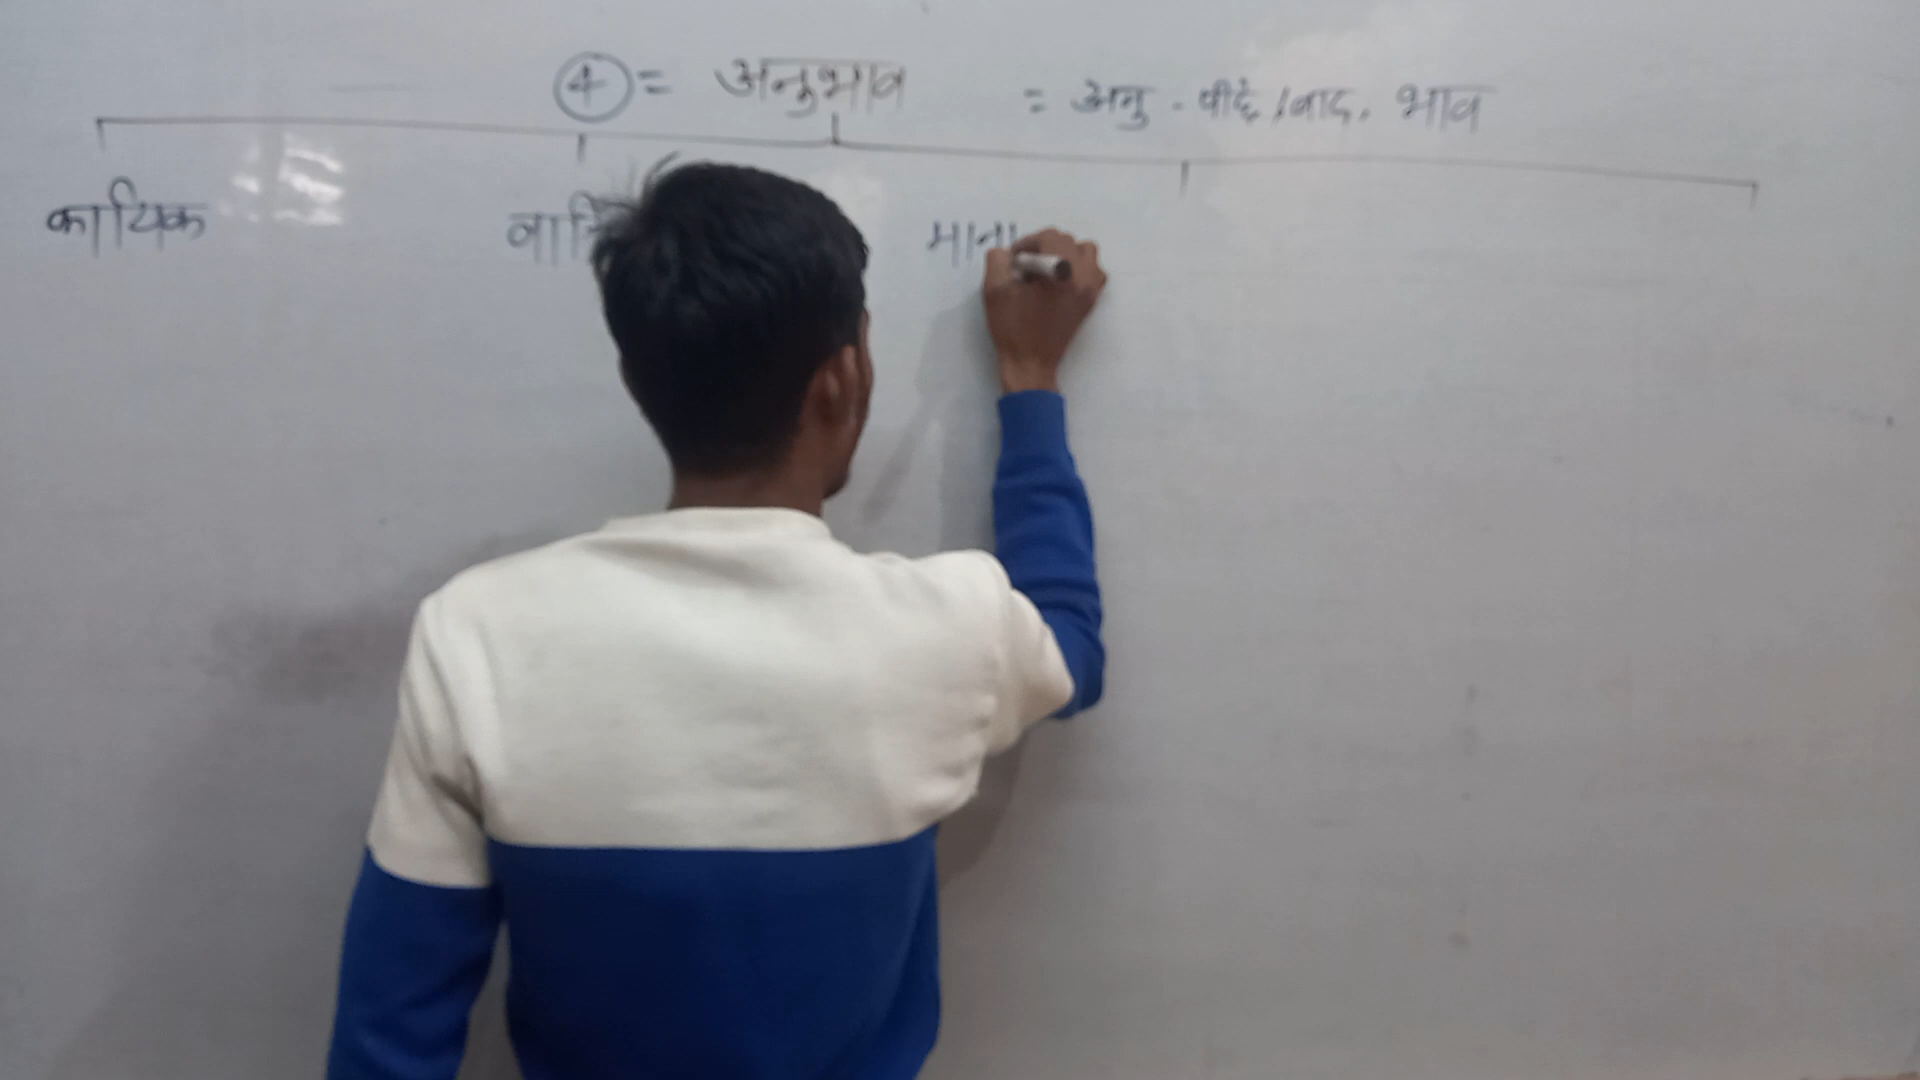 ④ = अनुभाव = अनु - पीछे / बाद, भाव
कायिक वाचि माना